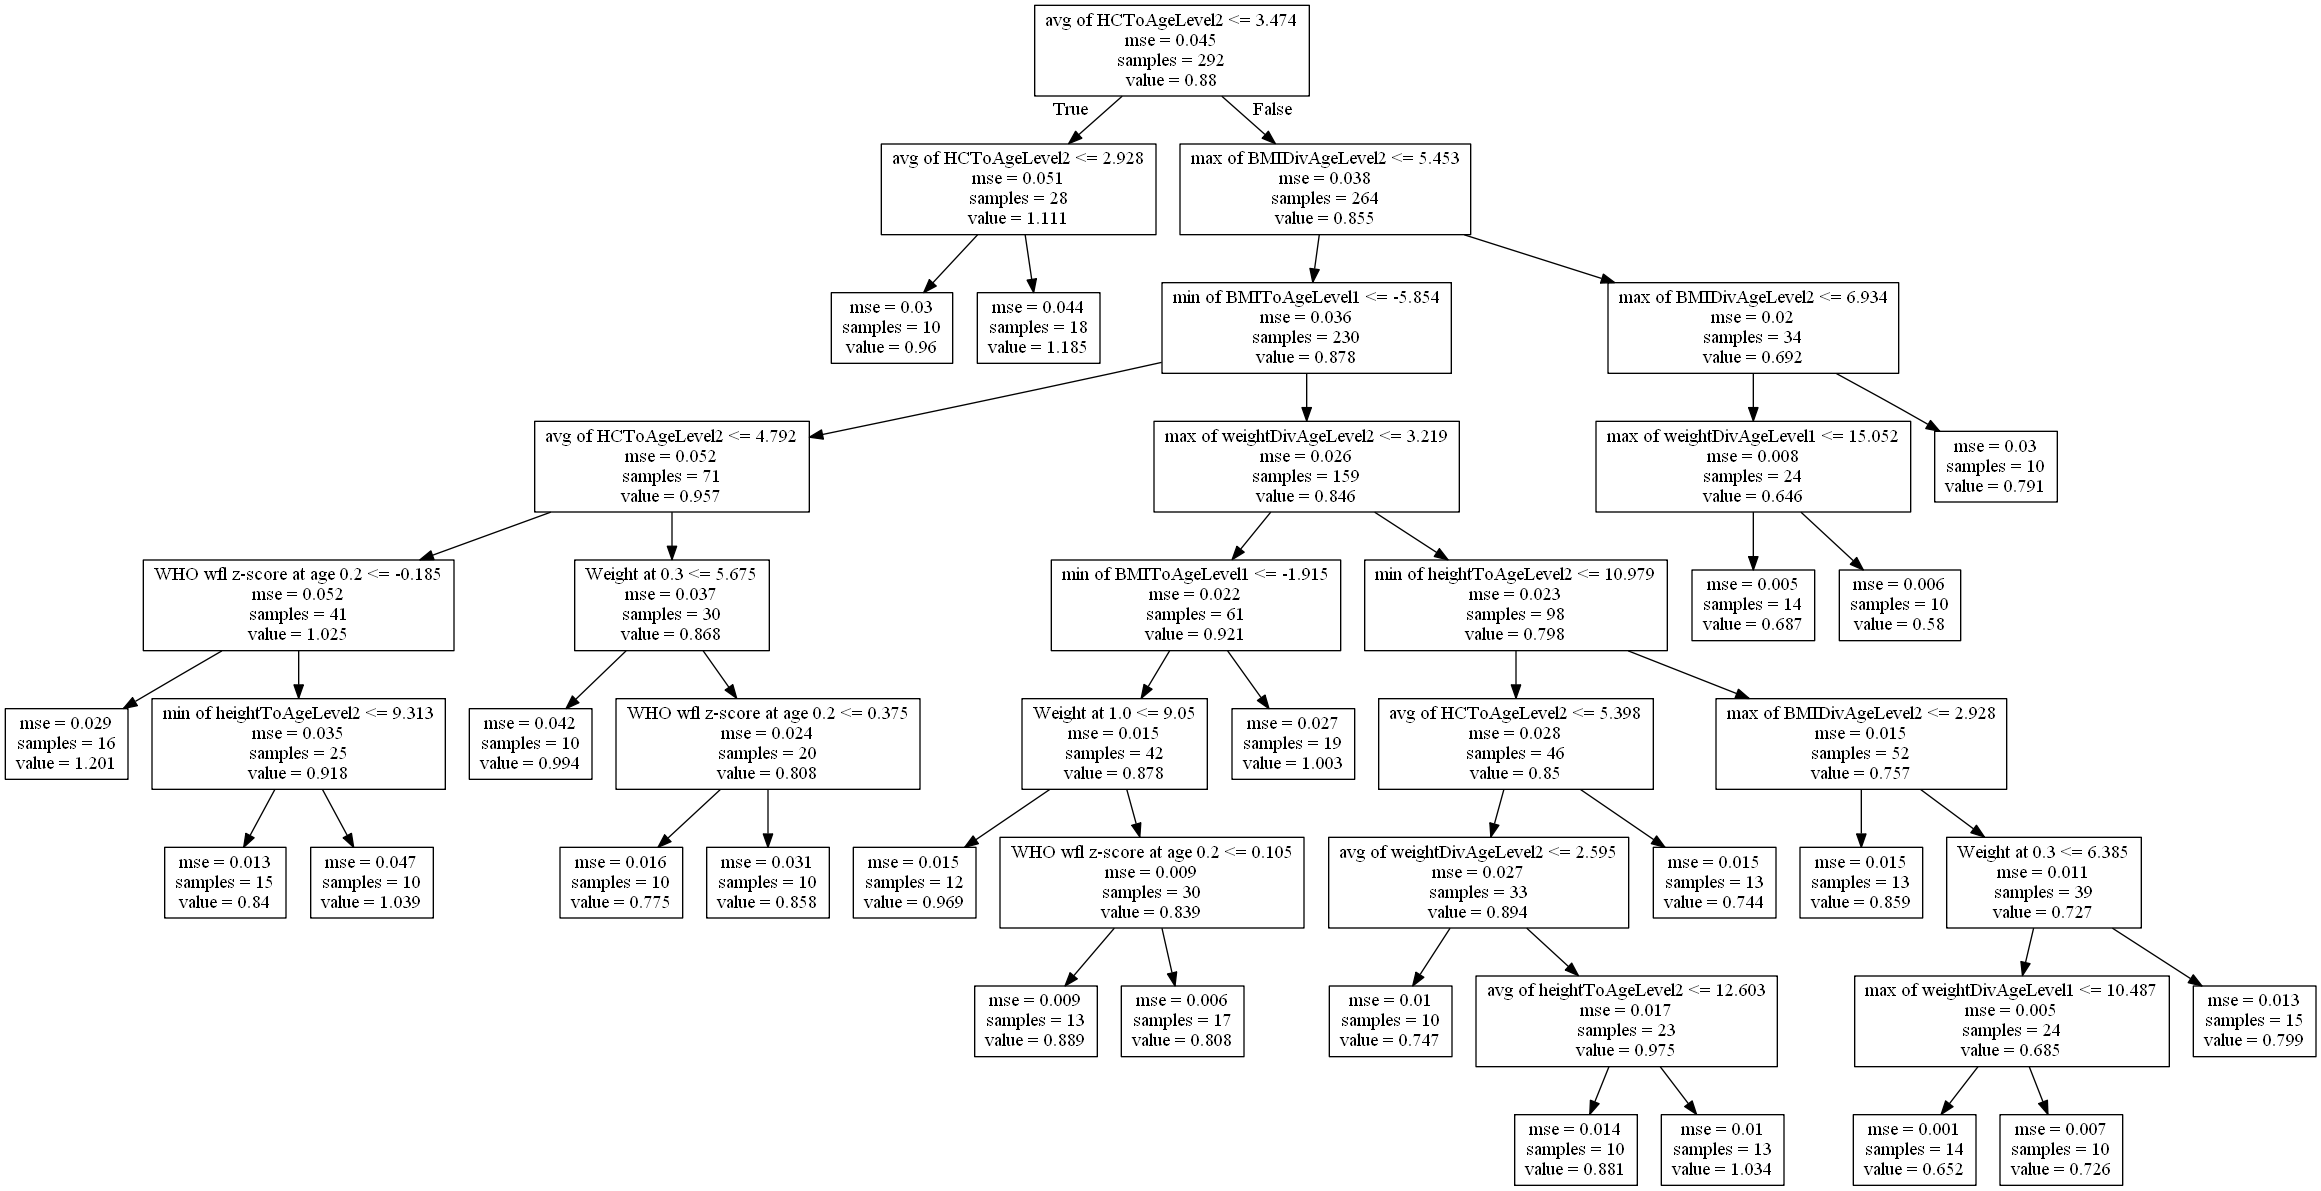 avg of HCToAgeLevel2 <= 3.474
mse = 0.045
samples = 292
value = 0.88
True
False
avg of HCToAgeLevel2 <= 2.928
mse = 0.051
samples = 28
value = 1.111
max of BMIDivAgeLevel2 <= 5.453
mse = 0.038
samples = 264
value = 0.855
mse = 0.03
samples = 10
value = 0.96
mse = 0.044
samples = 18
value = 1.185
min of BMIToAgeLevel1 <= -5.854
mse = 0.036
samples = 230
value = 0.878
max of BMIDivAgeLevel2 <= 6.934
mse = 0.02
samples = 34
value = 0.692
avg of HCToAgeLevel2 <= 4.792
mse = 0.052
samples = 71
value = 0.957
max of weightDivAgeLevel2 <= 3.219
mse = 0.026
samples = 159
value = 0.846
max of weightDivAgeLevel1 <= 15.052
mse = 0.008
samples = 24
value = 0.646
mse = 0.03
samples = 10
value = 0.791
WHO wfl z-score at age 0.2 <= -0.185
mse = 0.052
samples = 41
value = 1.025
Weight at 0.3 <= 5.675
mse = 0.037
samples = 30
value = 0.868
min of BMIToAgeLevel1 <= -1.915
mse = 0.022
samples = 61
value = 0.921
min of heightToAgeLevel2 <= 10.979
mse = 0.023
samples = 98
value = 0.798
mse = 0.005
samples = 14
value = 0.687
mse = 0.006
samples = 10
value = 0.58
mse = 0.029
samples = 16
value = 1.201
min of heightToAgeLevel2 <= 9.313
mse = 0.035
samples = 25
value = 0.918
mse = 0.042
samples = 10
value = 0.994
WHO wfl z-score at age 0.2 <= 0.375
mse = 0.024
samples = 20
value = 0.808
Weight at 1.0 <= 9.05
mse = 0.015
samples = 42
value = 0.878
mse = 0.027
samples = 19
value = 1.003
avg of HCToAgeLevel2 <= 5.398
mse = 0.028
samples = 46
value = 0.85
max of BMIDivAgeLevel2 <= 2.928
mse = 0.015
samples = 52
value = 0.757
mse = 0.013
samples = 15
value = 0.84
mse = 0.047
samples = 10
value = 1.039
mse = 0.016
samples = 10
value = 0.775
mse = 0.031
samples = 10
value = 0.858
mse = 0.015
samples = 12
value = 0.969
WHO wfl z-score at age 0.2 <= 0.105
mse = 0.009
samples = 30
value = 0.839
avg of weightDivAgeLevel2 <= 2.595
mse = 0.027
samples = 33
value = 0.894
mse = 0.015
samples = 13
value = 0.744
mse = 0.015
samples = 13
value = 0.859
Weight at 0.3 <= 6.385
mse = 0.011
samples = 39
value = 0.727
mse = 0.009
samples = 13
value = 0.889
mse = 0.006
samples = 17
value = 0.808
mse = 0.01
samples = 10
value = 0.747
avg of heightToAgeLevel2 <= 12.603
mse = 0.017
samples = 23
value = 0.975
max of weightDivAgeLevel1 <= 10.487
mse = 0.005
samples = 24
value = 0.685
mse = 0.013
samples = 15
value = 0.799
mse = 0.014
samples = 10
value = 0.881
mse = 0.01
samples = 13
value = 1.034
mse = 0.001
samples = 14
value = 0.652
mse = 0.007
samples = 10
value = 0.726